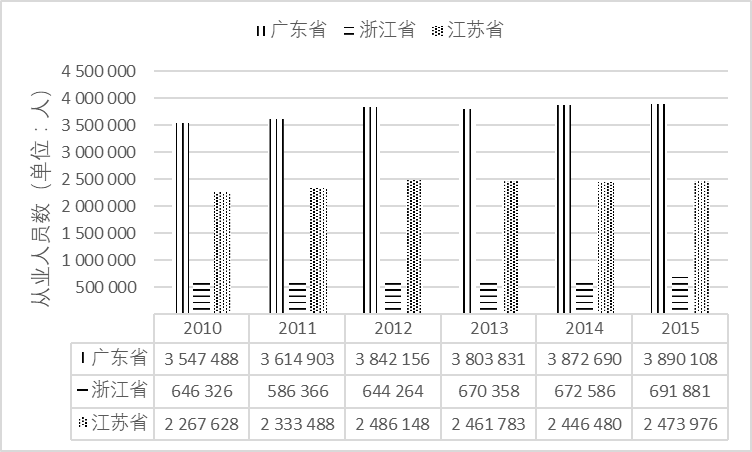 广东省 浙江省 江苏省
从业人员数（单位：人）
4 500 000
4 000 000
3 500 000
3 000 000
2 500 000
2 000 000
1 500 000
1 000 000
500 000
2010 2011 2012 2013 2014 2015
广东省 3 547 488 3 614 903 3 842 156 3 803 831 3 872 690 3 890 108
浙江省 646 326 586 366 644 264 670 358 672 586 691 881
江苏省 2 267 628 2 333 488 2 486 148 2 461 783 2 446 480 2 473 976